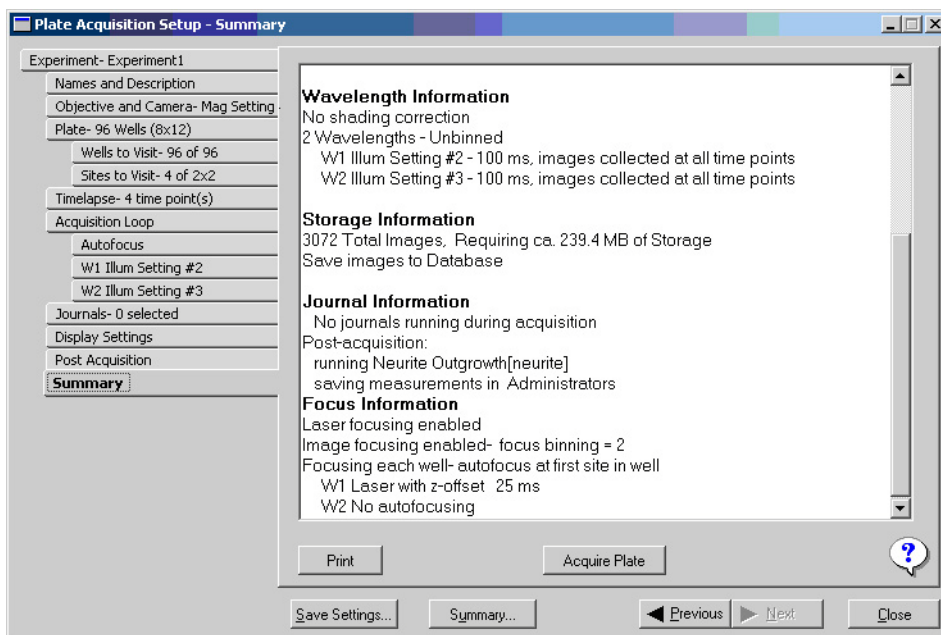 Plate Acquisition Setup - Summary
Experiment- Experiment1
Names and Description
Objective and Camera- Mag Setting
Plate- 96 Wells (8x12)
Wells to Visit- 96 of 96
Sites to Visit- 4 of 2x2
Timelapse- 4 time point(s)
Acquisition Loop
Autofocus
W1 Illum Setting #2
W2 Illum Setting #3
Journals- 0 selected
Display Settings
Post Acquisition
Summary
Wavelength Information
No shading correction
2 Wavelengths - Unbinned
W1 Illum Setting #2 - 100 ms, images collected at all time points
W2 Illum Setting #3 - 100 ms, images collected at all time points
Storage Information
3072 Total Images, Requiring ca. 239.4 MB of Storage
Save images to Database
Journal Information
No journals running during acquisition
Post-acquisition:
running Neurite Outgrowth[neurite]
saving measurements in Administrators
Focus Information
Laser focusing enabled
Image focusing enabled- focus binning = 2
Focusing each well- autofocus at first site in well
W1 Laser with z-offset 25 ms
W2 No autofocusing
Print
Acquire Plate
?
Save Settings...
Summary...
Previous
Next
Close